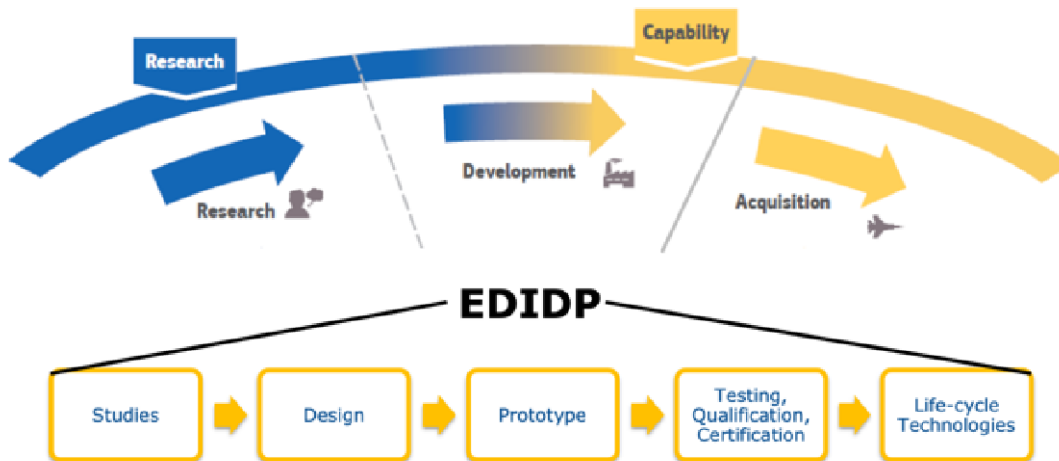 Research
Capability
Research
Development
Acquisition
EDIDP
Studies
Design
Prototype
Testing,
Qualification,
Certification
Life-cycle
Technologies